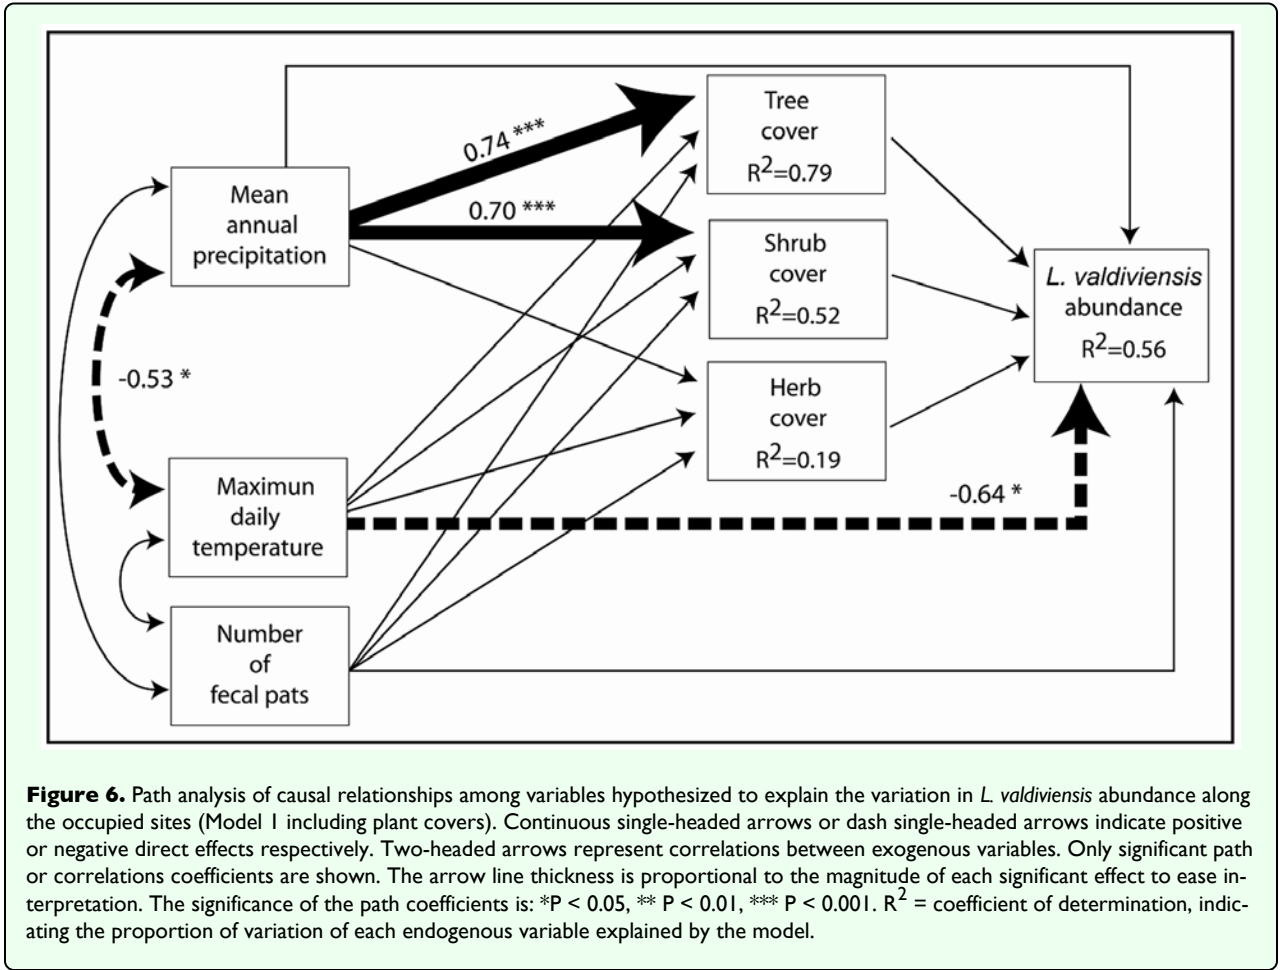 Tree
cover
R²=0.79
0.74 ***
Mean
annual
precipitation
0.70 ***
Shrub
cover
R²=0.52
L. valdiviensis
abundance
R²=0.56
-0.53 *
Herb
cover
R²=0.19
Maximun
daily
temperature
-0.64 *
Number
of
fecal pats
Figure 6. Path analysis of causal relationships among variables hypothesized to explain the variation in L. valdiviensis abundance along
the occupied sites (Model 1 including plant covers). Continuous single-headed arrows or dash single-headed arrows indicate positive
or negative direct effects respectively. Two-headed arrows represent correlations between exogenous variables. Only significant path
or correlations coefficients are shown. The arrow line thickness is proportional to the magnitude of each significant effect to ease in-
terpretation. The significance of the path coefficients is: *P < 0.05, ** P < 0.01, *** P < 0.001. R² = coefficient of determination, indic-
ating the proportion of variation of each endogenous variable explained by the model.